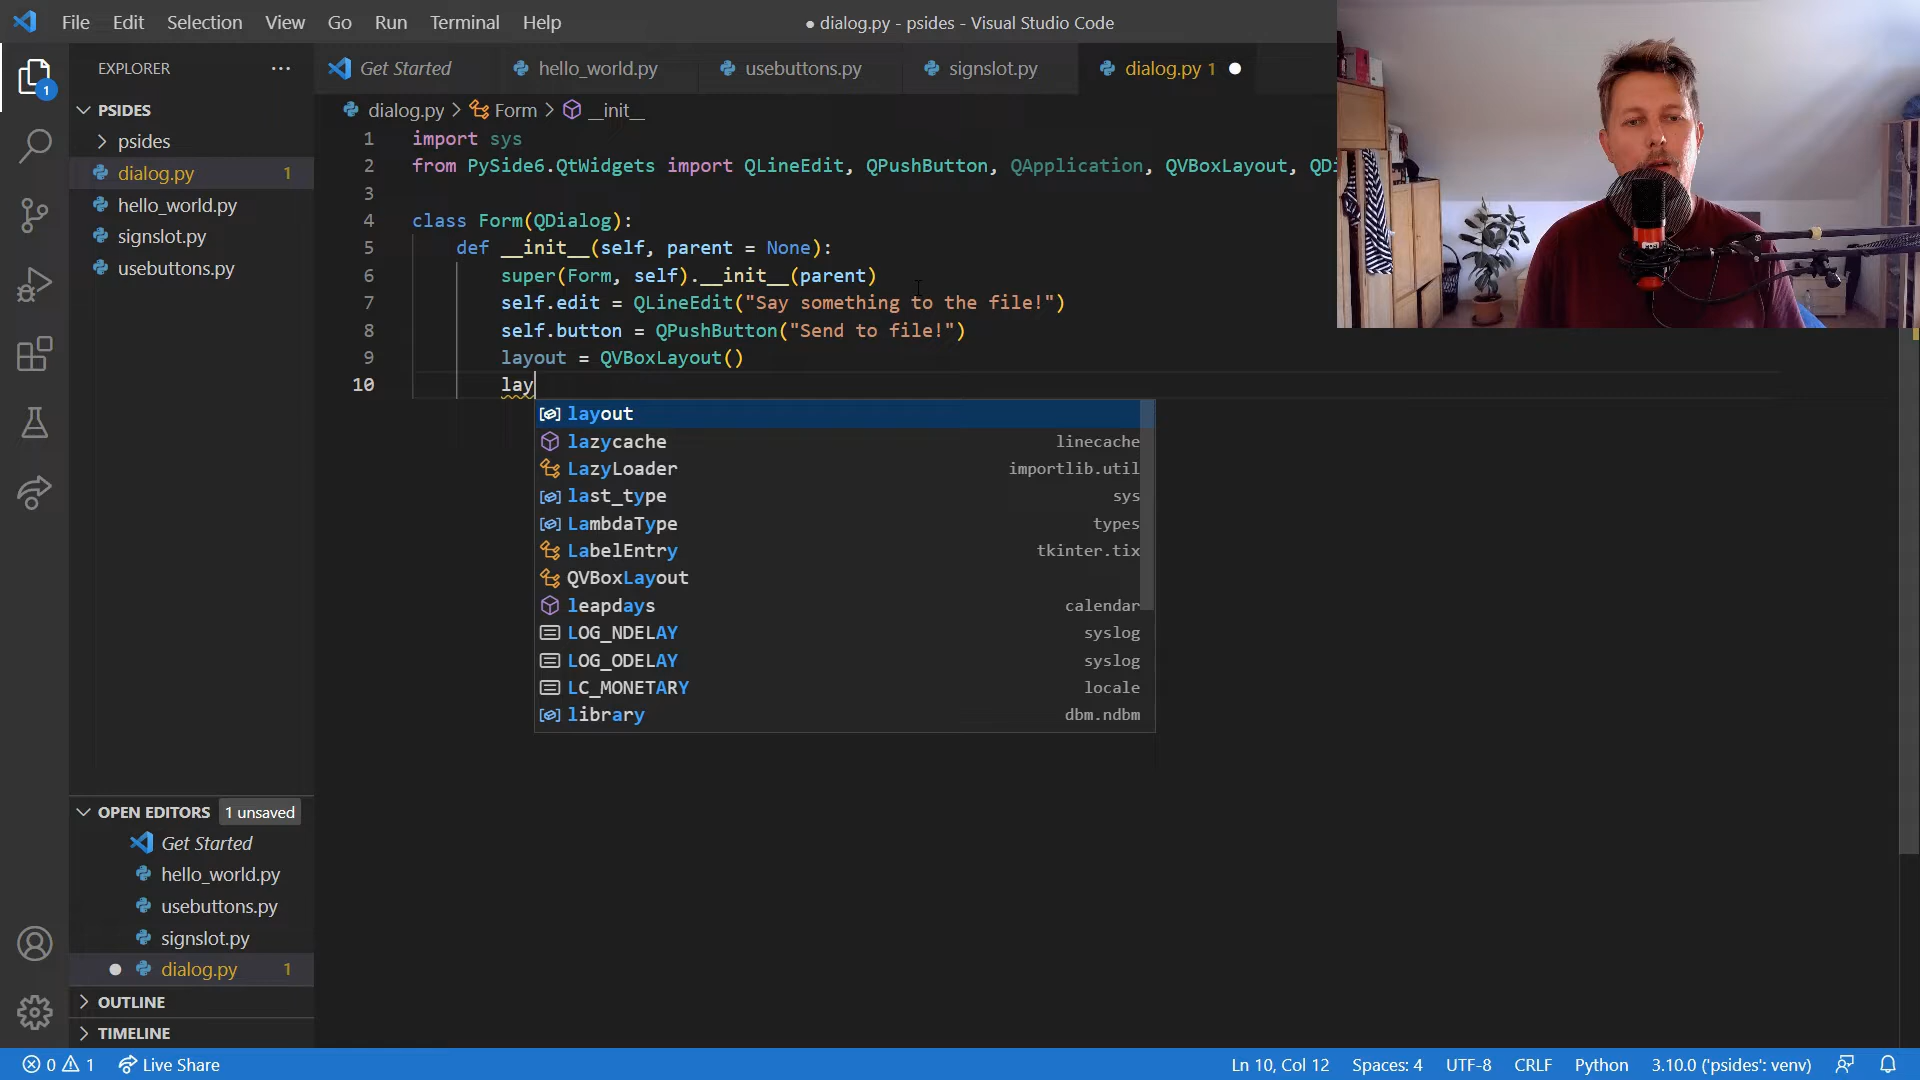 File Edit Selection View Go Run Terminal Help
● dialog.py - psides - Visual Studio Code
EXPLORER ···
Get Started
hello_world.py
usebuttons.py
signslot.py
dialog.py 1 ●
1
PSIDES
psides
dialog.py 1
hello_world.py
signslot.py
usebuttons.py
dialog.py > Form > __init__
1 import sys
2 from PySide6.QtWidgets import QLineEdit, QPushButton, QApplication, QVBoxLayout, QDi
3
4 class Form(QDialog):
5 def __init__(self, parent = None):
6 super(Form, self).__init__(parent)
7 self.edit = QLineEdit("Say something to the file!")
8 self.button = QPushButton("Send to file!")
9 layout = QVBoxLayout()
10 lay
layout
lazycache linecache
LazyLoader importlib.util
last_type sys
LambdaType types
LabelEntry tkinter.tix
QVBoxLayout
leapdays calendar
LOG_NDELAY syslog
LOG_ODELAY syslog
LC_MONETARY locale
library dbm.ndbm
OPEN EDITORS 1 unsaved
Get Started
hello_world.py
usebuttons.py
signslot.py
● dialog.py 1
OUTLINE
TIMELINE
0 1 Live Share
Ln 10, Col 12 Spaces: 4 UTF-8 CRLF Python 3.10.0 ('psides': venv)